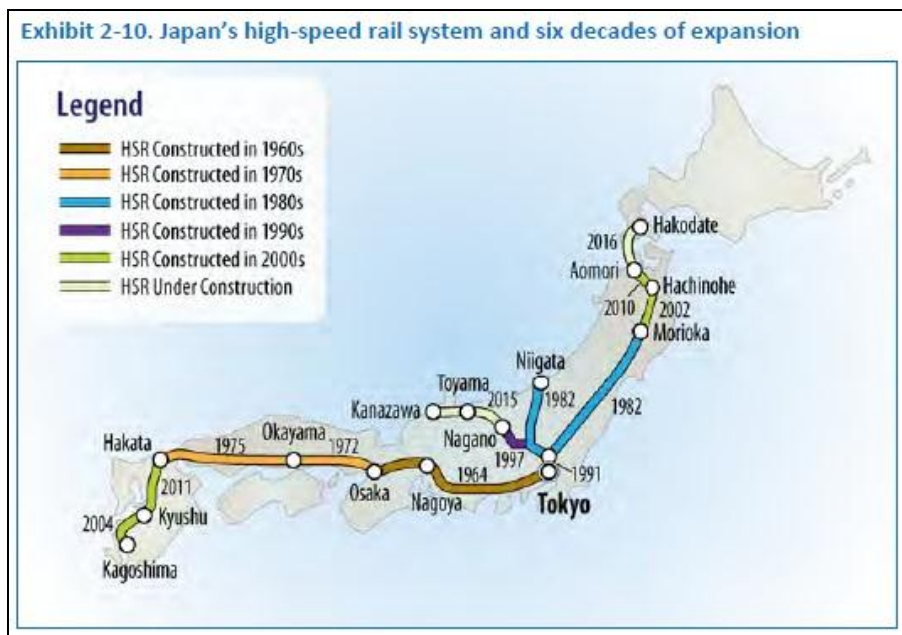 Exhibit 2-10. Japan's high-speed rail system and six decades of expansion
Legend
HSR Constructed in 1960s
HSR Constructed in 1970s
HSR Constructed in 1980s
HSR Constructed in 1990s
HSR Constructed in 2000s
HSR Under Construction
Hakodate
2016
Aomori
Hachinohe
2010
2002
Morioka
Niigata
Toyama
2015
1982
Kanazawa
1982
Nagano
1997
1991
Tokyo
Hakata
1975
Okayama
1972
1964
Osaka
Nagoya
2011
2004
Kyushu
Kagoshima